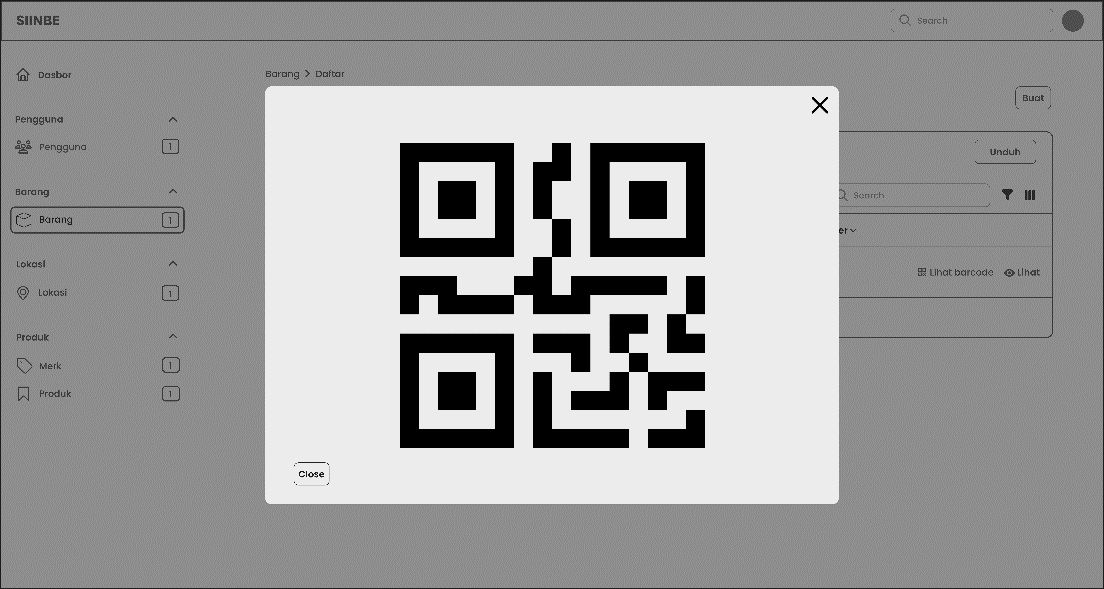 SIINBE
Search
Dasbor
Barang > Daftar
Buat
Pengguna
Pengguna 1
Unduh
Barang
Search
Barang 1
er
Lokasi
Lihat barcode Lihat
Lokasi 1
Produk
Merk 1
Produk 1
Close